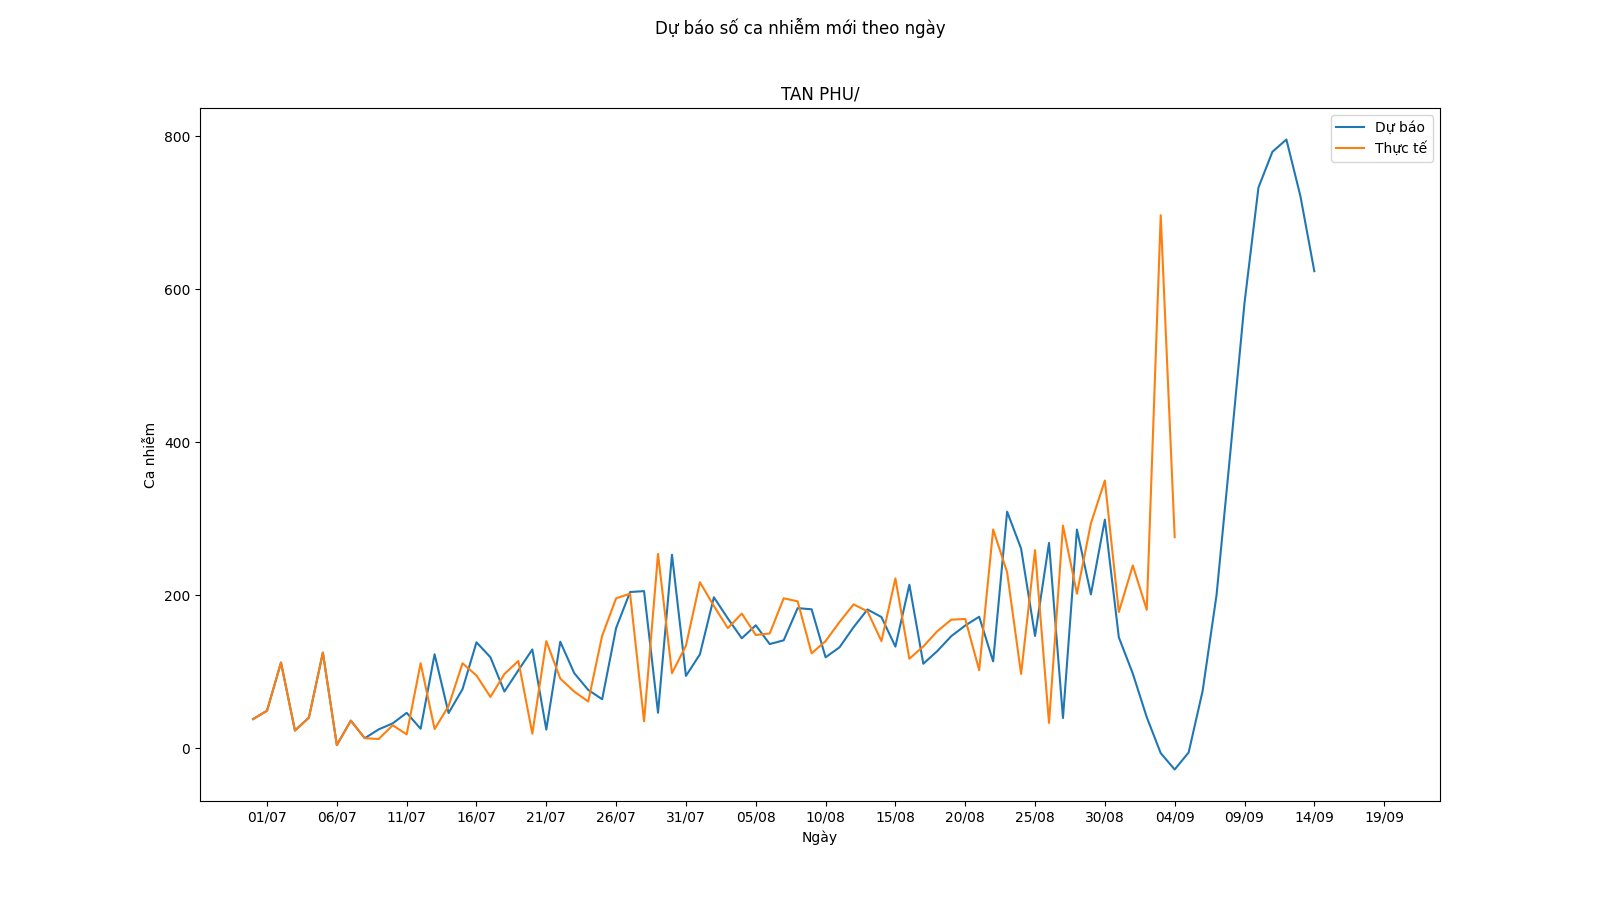 Dự báo số ca nhiễm mới theo ngày
TAN PHU/
Dự báo
Thực tế
800
600
400
200
0
Ca nhiễm
01/07 06/07 11/07 16/07 21/07 26/07 31/07 05/08 10/08 15/08 20/08 25/08 30/08 04/09 09/09 14/09 19/09
Ngày